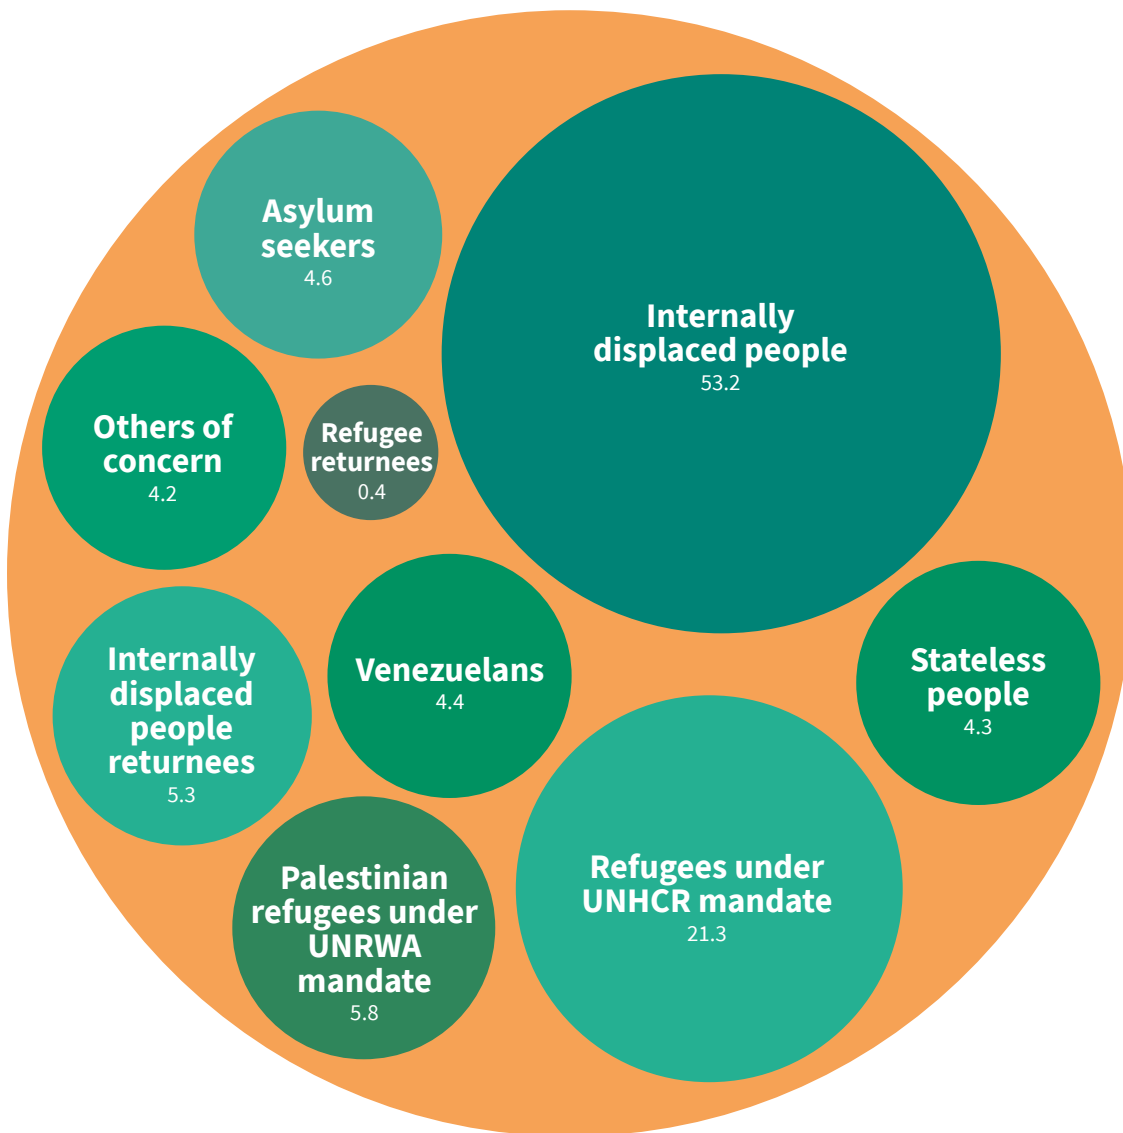 Asylum
seekers
4.6
Internally
displaced people
53.2
Others of
concern
4.2
Refugee
returnees
0.4
Internally
displaced
people
returnees
5.3
Venezuelans
4.4
Stateless
people
4.3
Palestinian
refugees under
UNRWA
mandate
5.8
Refugees under
UNHCR mandate
21.3